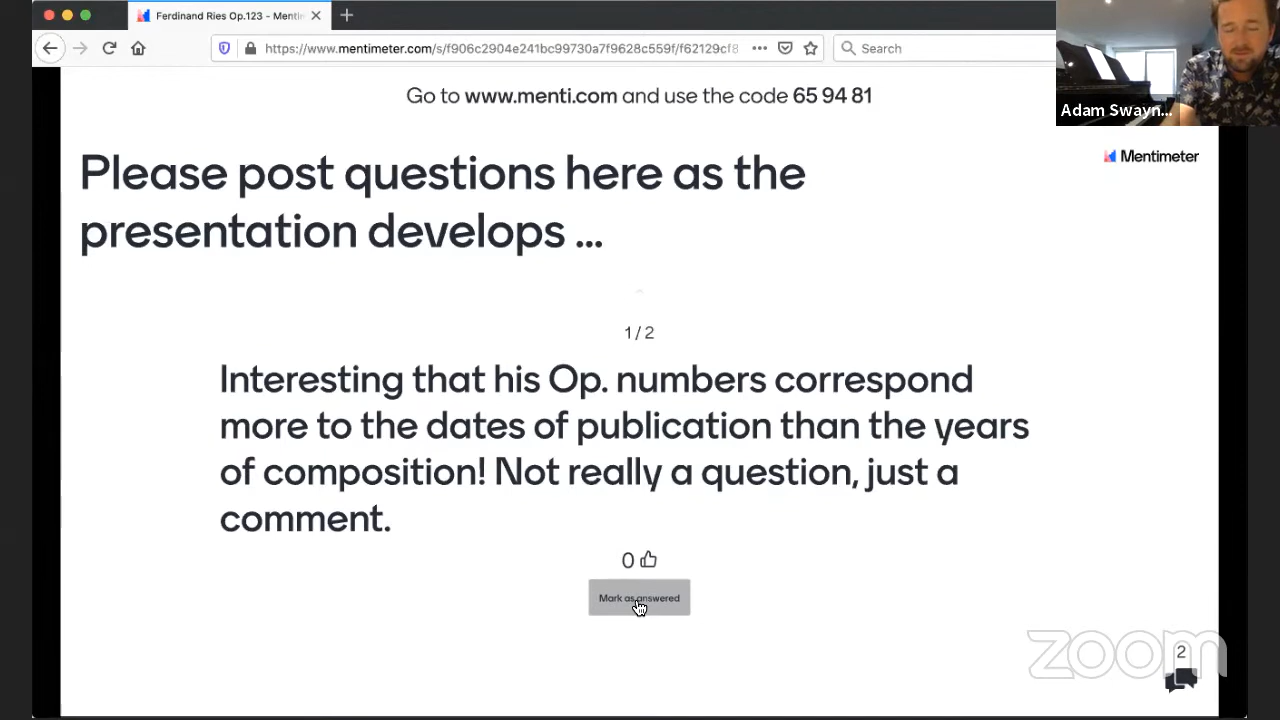 Ferdinand Ries Op.123 - Menti
https://www.mentimeter.com/s/f906c2904e241bc99730a7f9628c559f/f62129cf8
Search
Adam Swayn...
Go to www.menti.com and use the code 65 94 81
Mentimeter
Please post questions here as the
presentation develops ...
1 / 2
Interesting that his Op. numbers correspond
more to the dates of publication than the years
of composition! Not really a question, just a
comment.
0
Mark as answered
zoom
2